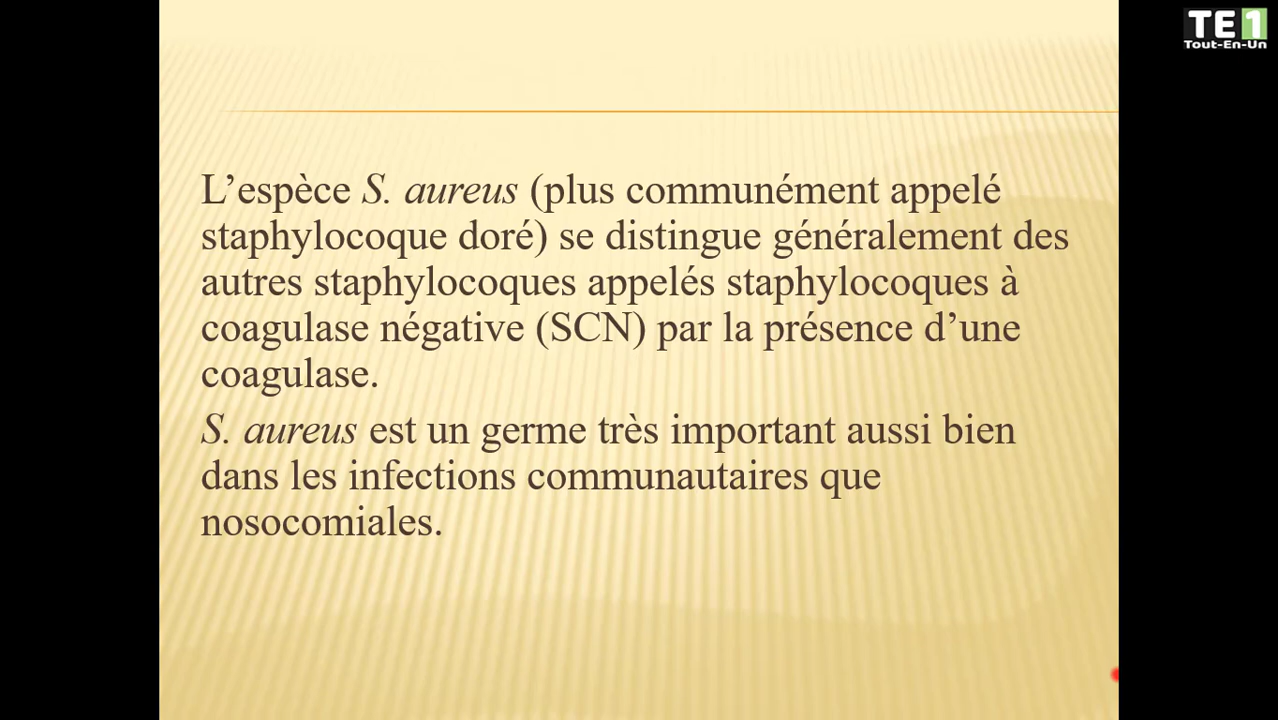 TE1
Tout-En-Un
L’espèce S. aureus (plus communément appelé
staphylocoque doré) se distingue généralement des
autres staphylocoques appelés staphylocoques à
coagulase négative (SCN) par la présence d’une
coagulase.
S. aureus est un germe très important aussi bien
dans les infections communautaires que
nosocomiales.